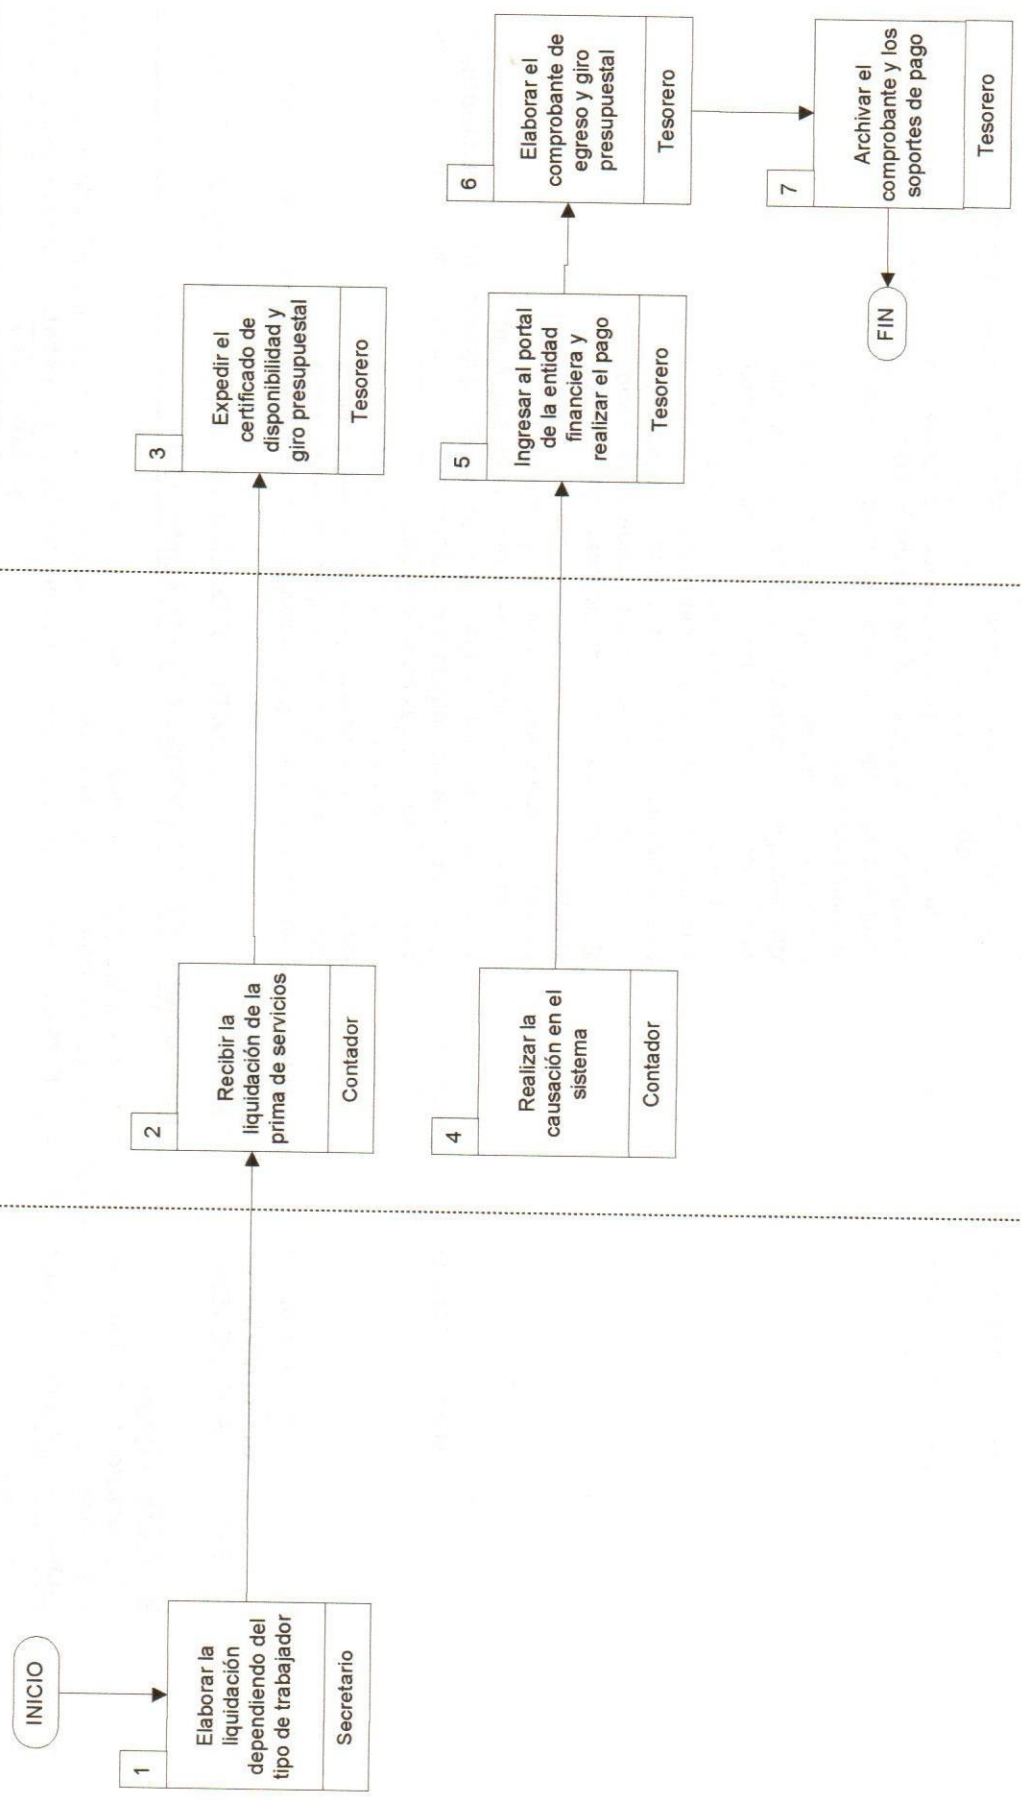 INICIO
1
Elaborar la
liquidación
dependiendo del
tipo de trabajador
Secretario
2
Recibir la
liquidación de la
prima de servicios
Contador
3
Expedir el
certificado de
disponibilidad y
giro presupuestal
Tesorero
4
Realizar la
causación en el
sistema
Contador
5
Ingresar al portal
de la entidad
financiera y
realizar el pago
Tesorero
6
Elaborar el
comprobante de
egreso y giro
presupuestal
Tesorero
7
Archivar el
comprobante y los
soportes de pago
Tesorero
FIN